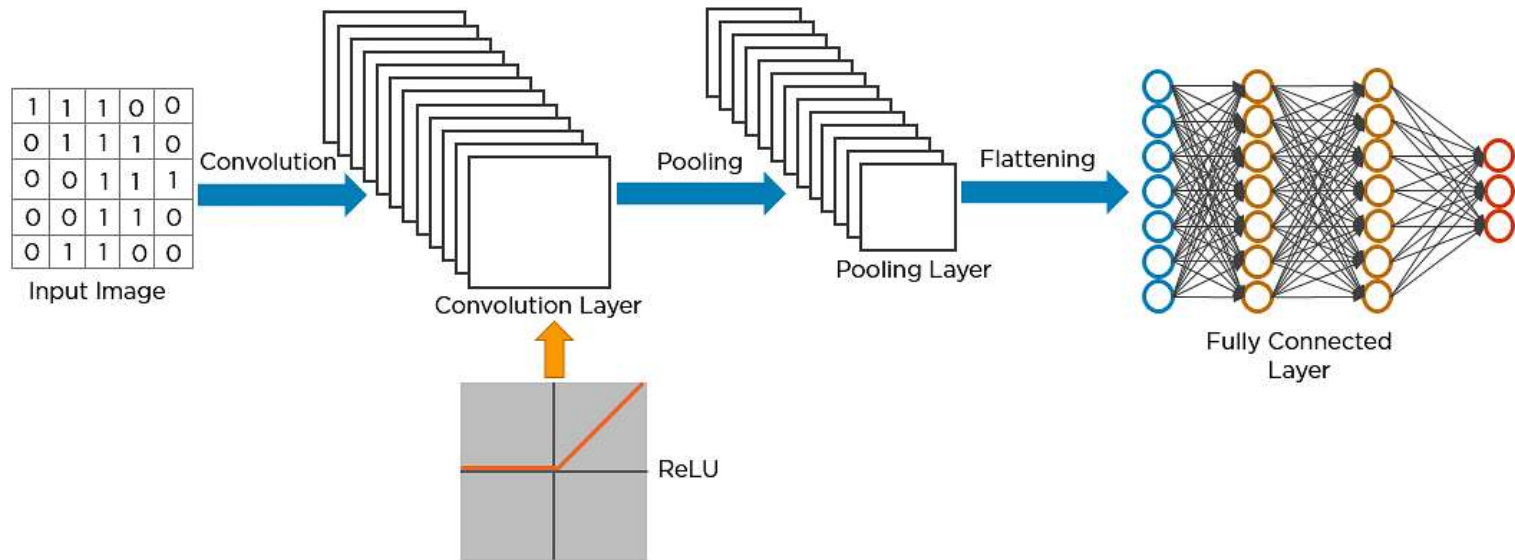 1 1 1 0 0
0 1 1 1 0
0 0 1 1 1
0 0 1 1 0
0 1 1 0 0
Input Image
Convolution
Convolution Layer
ReLU
Pooling
Pooling Layer
Flattening
Fully Connected
Layer